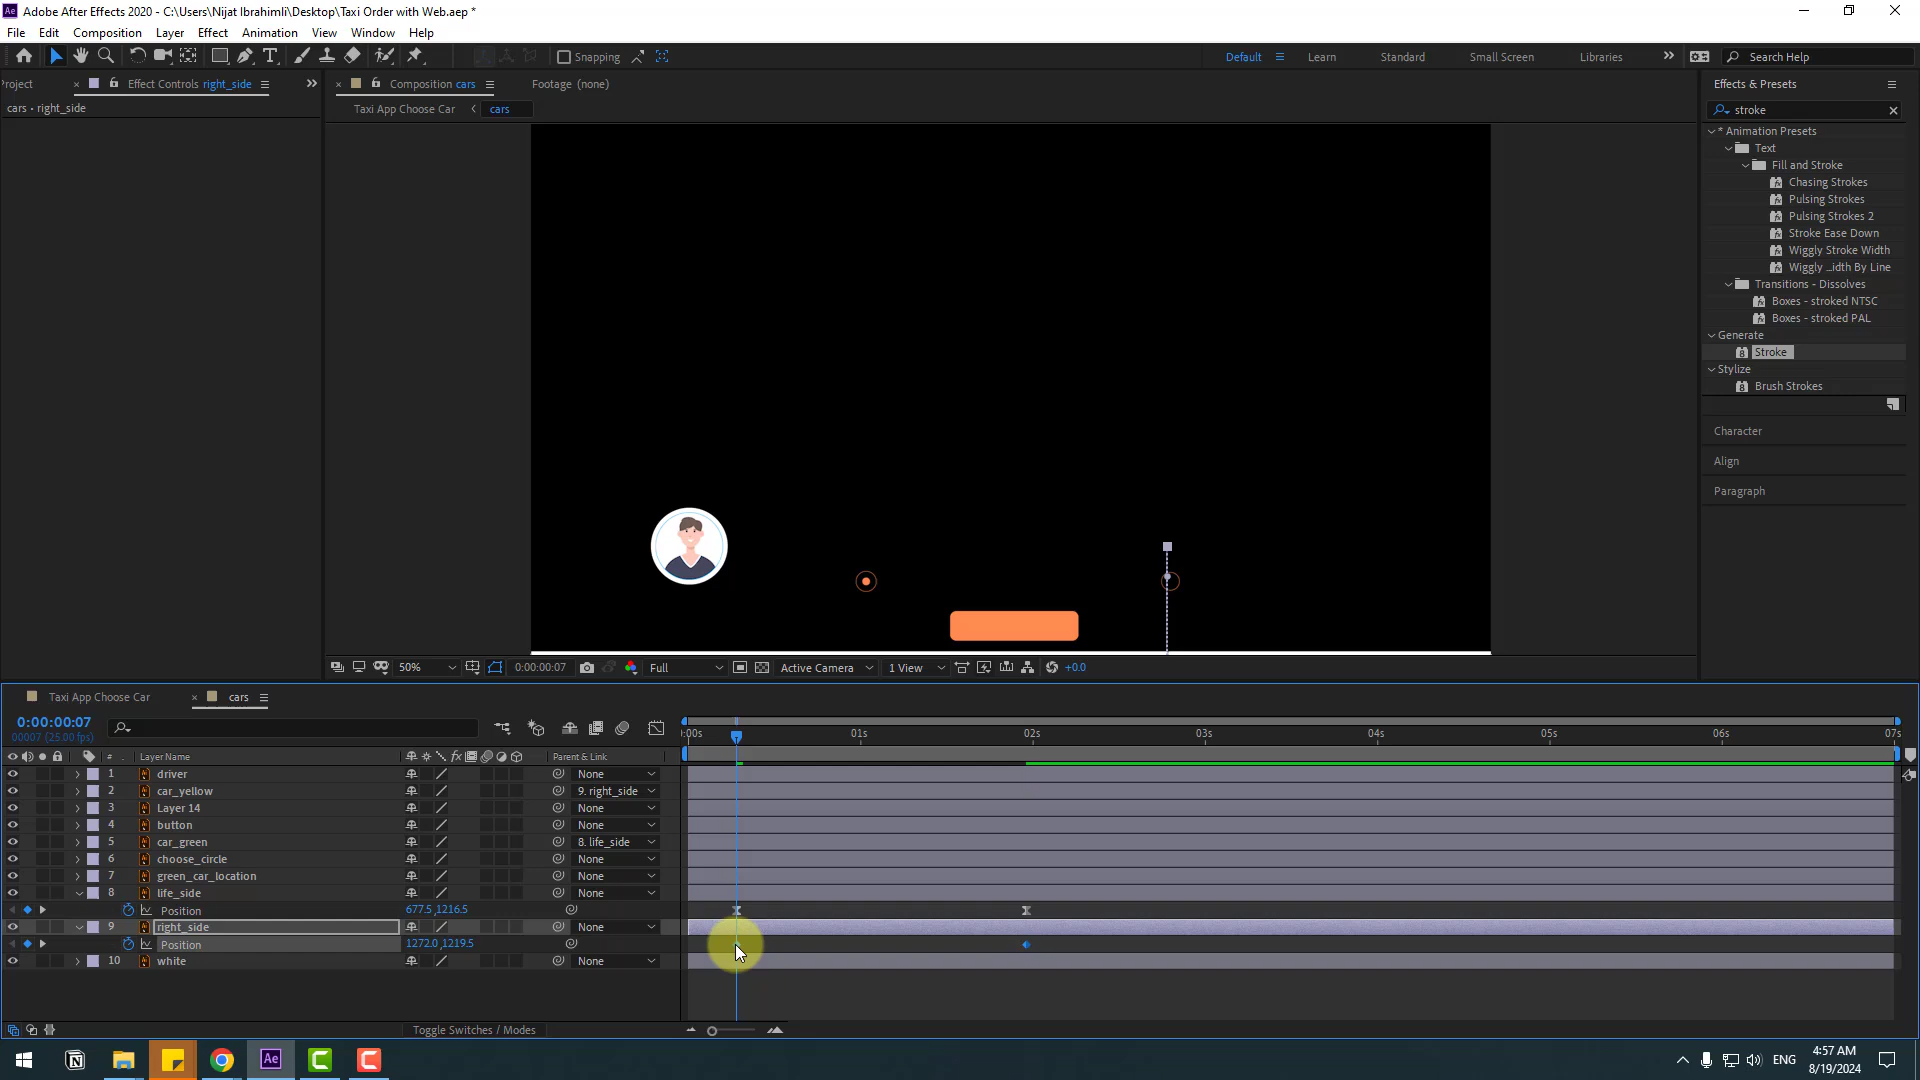 Adobe After Effects 2020 - C:\Users\Nijat Ibrahimli\Desktop\Taxi Order with Web.aep *
File Edit Composition Layer Effect Animation View Window Help
Snapping Default Learn Standard Small Screen Libraries Search Help
Project Effect Controls right_side Composition cars Footage (none) Effects & Presets
cars • right_side Taxi App Choose Car cars stroke
* Animation Presets
Text
Fill and Stroke
Chasing Strokes
Pulsing Strokes
Pulsing Strokes 2
Stroke Ease Down
Wiggly Stroke Width
Wiggly ...idth By Line
Transitions - Dissolves
Boxes - stroked NTSC
Boxes - stroked PAL
Generate
Stroke
Stylize
Brush Strokes
Character
Align
Paragraph
50% 0:00:00:07 Full Active Camera 1 View +0.0
Taxi App Choose Car cars
0:00:00:07
00007 (25.00 fps)
:00s 01s 02s 03s 04s 05s 06s 07s
# Layer Name Parent & Link
1 driver None
2 car_yellow 9. right_side
3 Layer 14 None
4 button None
5 car_green 8. life_side
6 choose_circle None
7 green_car_location None
8 life_side None
Position 677.5,1216.5
9 right_side None
Position 1272.0,1219.5
10 white None
Toggle Switches / Modes
ENG 4:57 AM
8/19/2024